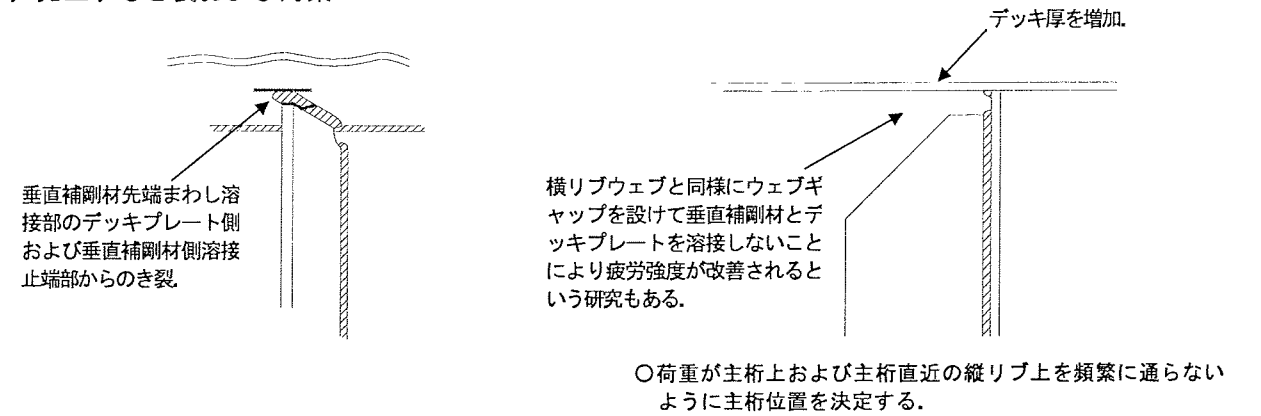 デッキ厚を増加.
垂直補剛材先端まわし溶
接部のデッキプレート側
および垂直補剛材側溶接
止端部からのき裂.
横リブウェブと同様にウェブギ
ャップを設けて垂直補剛材とデ
ッキプレートを溶接しないこと
により疲労強度が改善されると
いう研究もある.
○荷重が主桁上および主桁直近の縦リブ上を頻繁に通らない
ように主桁位置を決定する.